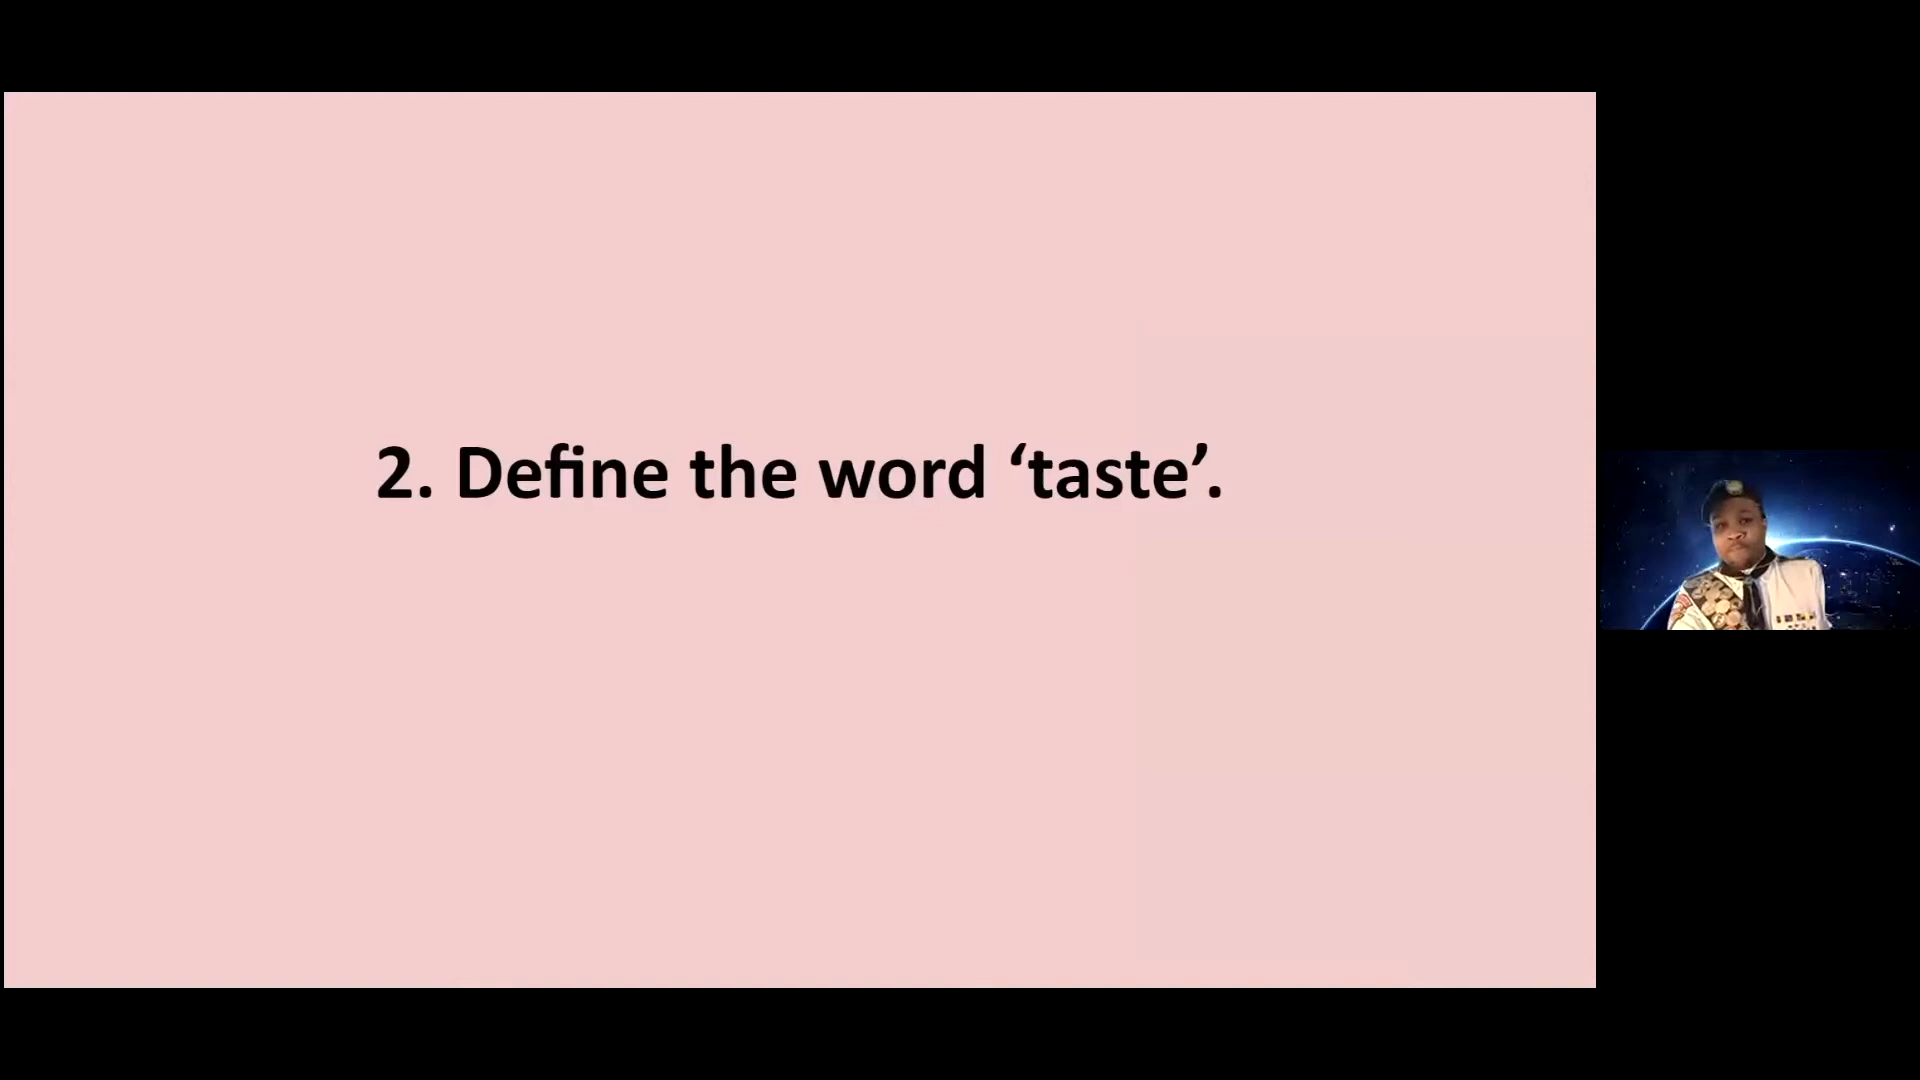 2. Define the word ‘taste’.